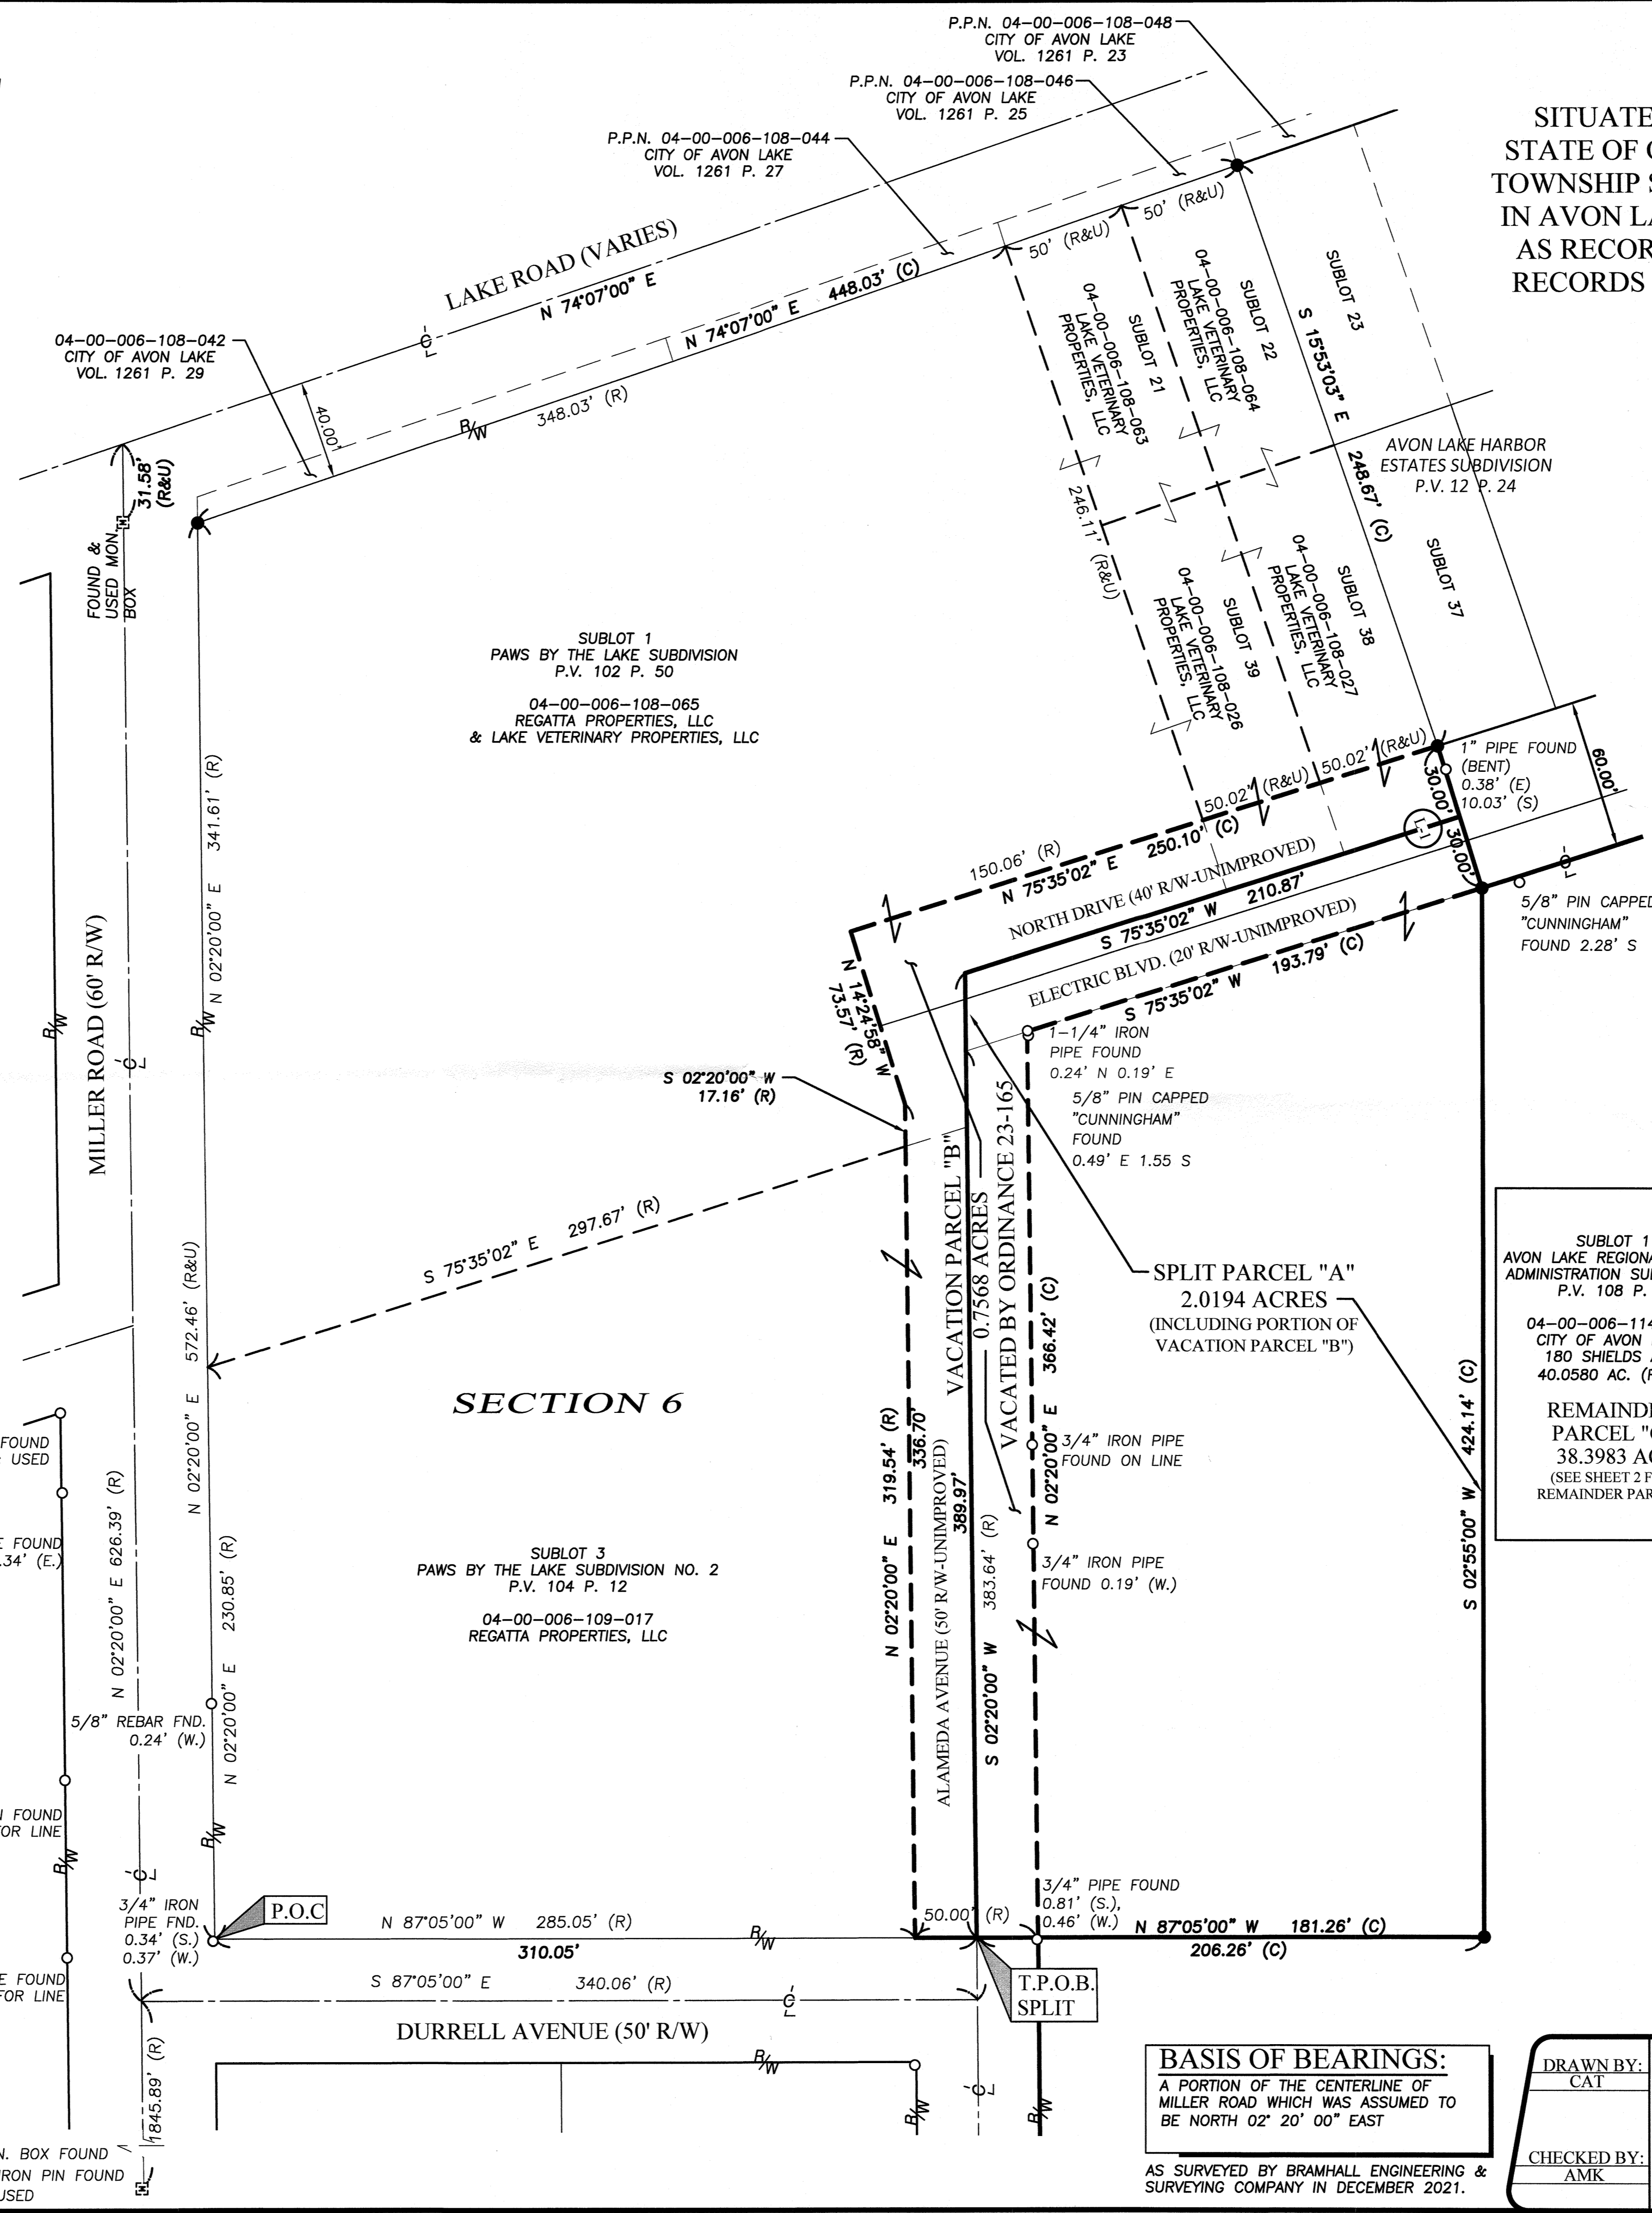 P.P.N. 04-00-006-108-048
CITY OF AVON LAKE
VOL. 1261 P. 23
P.P.N. 04-00-006-108-046
CITY OF AVON LAKE
VOL. 1261 P. 25
P.P.N. 04-00-006-108-044
CITY OF AVON LAKE
VOL. 1261 P. 27
04-00-006-108-042
CITY OF AVON LAKE
VOL. 1261 P. 29
SITUATE
STATE OF
TOWNSHIP
IN AVON
AS RECOR
RECORDS
LAKE ROAD (VARIES)
N 74°07'00" E
N 74°07'00" E 448.03' (C)
348.03' (R)
R/W
40.00'
50' (R&U)
50' (R&U)
31.58'
(R&U)
FOUND &
USED MON.
BOX
04-00-006-108-063
LAKE VETERINARY
PROPERTIES, LLC
SUBLOT 21
04-00-006-108-064
LAKE VETERINARY
PROPERTIES, LLC
SUBLOT 22
SUBLOT 23
S 15°53'03" E 248.67' (C)
AVON LAKE HARBOR
ESTATES SUBDIVISION
P.V. 12 P. 24
246.11' (R&U)
04-00-006-108-026
LAKE VETERINARY
PROPERTIES, LLC
SUBLOT 39
04-00-006-108-027
LAKE VETERINARY
PROPERTIES, LLC
SUBLOT 38
SUBLOT 37
SUBLOT 1
PAWS BY THE LAKE SUBDIVISION
P.V. 102 P. 50
04-00-006-108-065
REGATTA PROPERTIES, LLC
& LAKE VETERINARY PROPERTIES, LLC
N 02°20'00" E 341.61' (R)
R/W
R/W
MILLER ROAD (60' R/W)
CL
1" PIPE FOUND
(BENT)
0.38' (E)
10.03' (S)
60.00'
30.00'
30.00'
L-1
50.02' (R&U)
50.02' (R&U)
150.06' (R)
N 75°35'02" E 250.10' (C)
NORTH DRIVE (40' R/W-UNIMPROVED)
S 75°35'02" W 210.87'
ELECTRIC BLVD. (20' R/W-UNIMPROVED)
S 75°35'02" W 193.79' (C)
5/8" PIN CAPPED
"CUNNINGHAM"
FOUND 2.28' S
N 14°24'58" W
73.57' (R)
1-1/4" IRON
PIPE FOUND
0.24' N 0.19' E
5/8" PIN CAPPED
"CUNNINGHAM"
FOUND
0.49' E 1.55 S
S 02°20'00" W
17.16' (R)
S 75°35'02" E 297.67' (R)
N 02°20'00" E 572.46' (R&U)
VACATION PARCEL "B"
0.7568 ACRES
VACATED BY ORDINANCE 23-165
SPLIT PARCEL "A"
2.0194 ACRES
(INCLUDING PORTION OF
VACATION PARCEL "B")
SUBLOT 1
AVON LAKE REGIONA
ADMINISTRATION SU
P.V. 108 P.
04-00-006-114
CITY OF AVON
180 SHIELDS
40.0580 AC.
REMAIND
PARCEL
38.3983 A
(SEE SHEET 2 F
REMAINDER PAR
SECTION 6
N 02°20'00" E 319.54' (R)
336.70'
ALAMEDA AVENUE (50' R/W-UNIMPROVED)
389.97'
S 02°20'00" W 383.64' (R)
N 02°20'00" E 366.42' (C)
3/4" IRON PIPE
FOUND ON LINE
3/4" IRON PIPE
FOUND 0.19' (W.)
S 02°55'00" W 424.14' (C)
FOUND
USED
FOUND
.34' (E.)
N 02°20'00" E 626.39' (R)
SUBLOT 3
PAWS BY THE LAKE SUBDIVISION NO. 2
P.V. 104 P. 12
04-00-006-109-017
REGATTA PROPERTIES, LLC
N 02°20'00" E 230.85' (R)
5/8" REBAR FND.
0.24' (W.)
FOUND
FOR LINE
R/W
R/W
CL
3/4" IRON
PIPE FND.
0.34' (S.)
0.37' (W.)
P.O.C
N 87°05'00" W 285.05' (R)
310.05'
R/W
50.00' (R)
3/4" PIPE FOUND
0.81' (S.),
0.46' (W.)
N 87°05'00" W 181.26' (C)
206.26' (C)
FOUND
FOR LINE
S 87°05'00" E 340.06' (R)
CL
T.P.O.B.
SPLIT
DURRELL AVENUE (50' R/W)
R/W
CL
R/W
R/W
1845.89' (R)
N. BOX FOUND
IRON PIN FOUND
USED
BASIS OF BEARINGS:
A PORTION OF THE CENTERLINE OF
MILLER ROAD WHICH WAS ASSUMED TO
BE NORTH 02° 20' 00" EAST
AS SURVEYED BY BRAMHALL ENGINEERING &
SURVEYING COMPANY IN DECEMBER 2021.
DRAWN BY:
CAT
CHECKED BY:
AMK